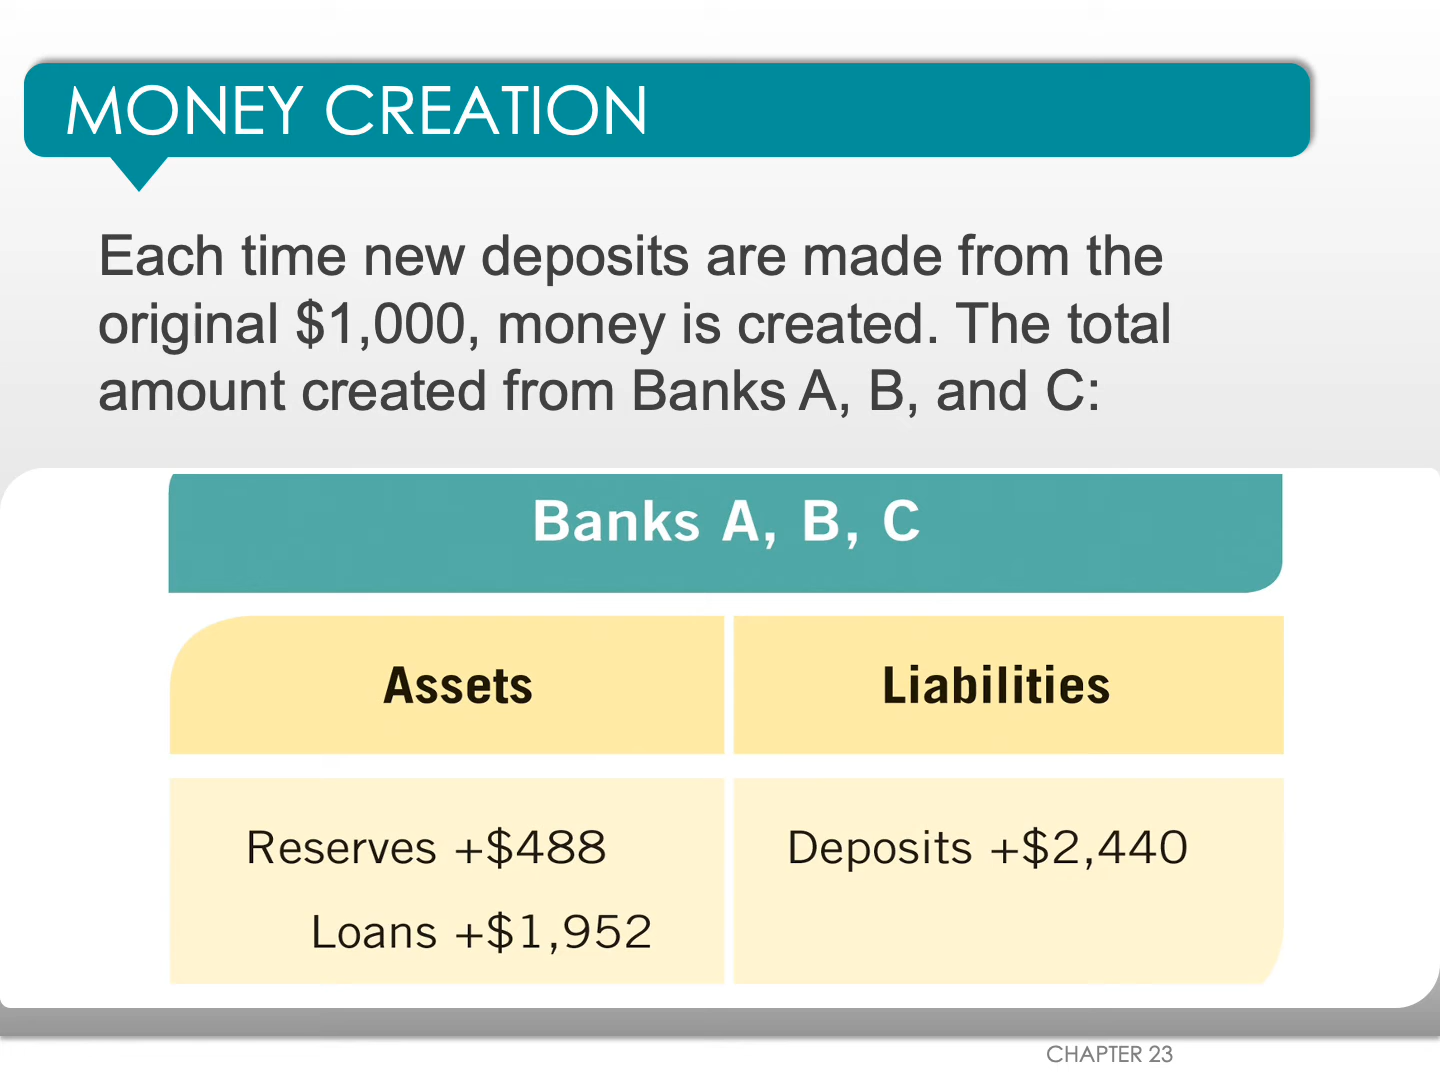 MONEY CREATION
Each time new deposits are made from the
original $1,000, money is created. The total
amount created from Banks A, B, and C:
Banks A, B, C
Assets
Liabilities
Reserves +$488
Deposits +$2,440
Loans +$1,952
CHAPTER 23